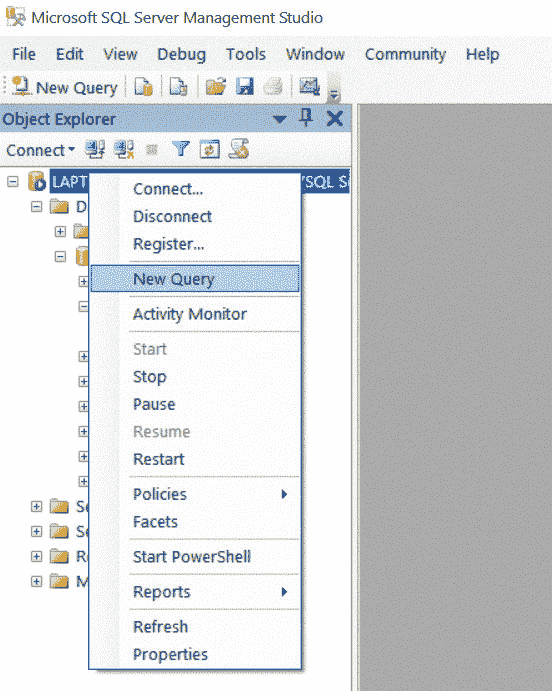 Microsoft SQL Server Management Studio
File Edit View Debug Tools Window Community Help
New Query
Object Explorer
Connect
LAPT
Connect...
Disconnect
Register...
New Query
Activity Monitor
Start
Stop
Pause
Resume
Restart
Policies
Facets
Start PowerShell
Reports
Refresh
Properties